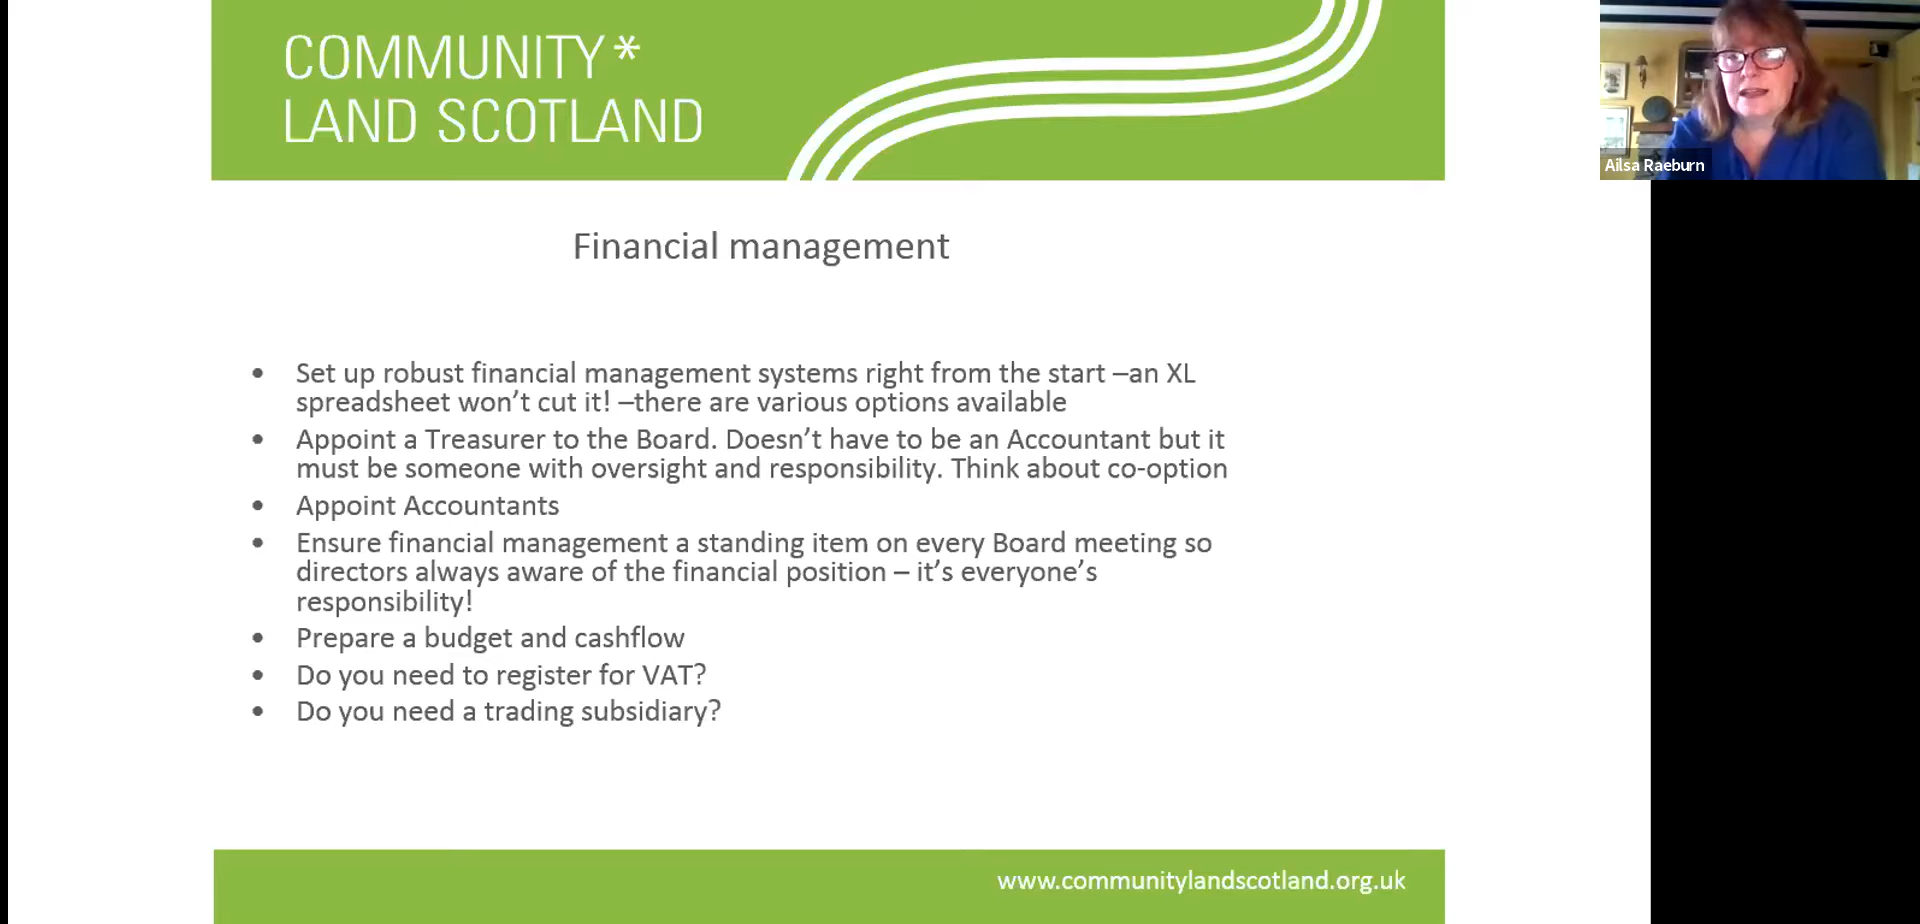 COMMUNITY*
LAND SCOTLAND
Ailsa Raeburn
Financial management
• Set up robust financial management systems right from the start –an XL
spreadsheet won’t cut it! –there are various options available
• Appoint a Treasurer to the Board. Doesn’t have to be an Accountant but it
must be someone with oversight and responsibility. Think about co-option
• Appoint Accountants
• Ensure financial management a standing item on every Board meeting so
directors always aware of the financial position – it’s everyone’s
responsibility!
• Prepare a budget and cashflow
• Do you need to register for VAT?
• Do you need a trading subsidiary?
www.communitylandscotland.org.uk